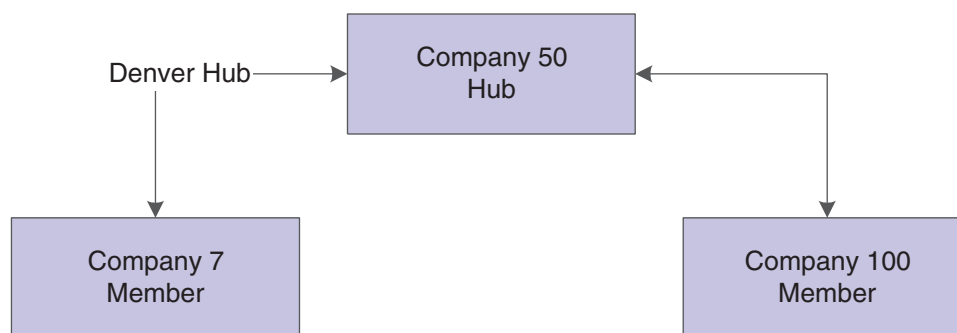 Company 50
Hub
Denver Hub
Company 7
Member
Company 100
Member